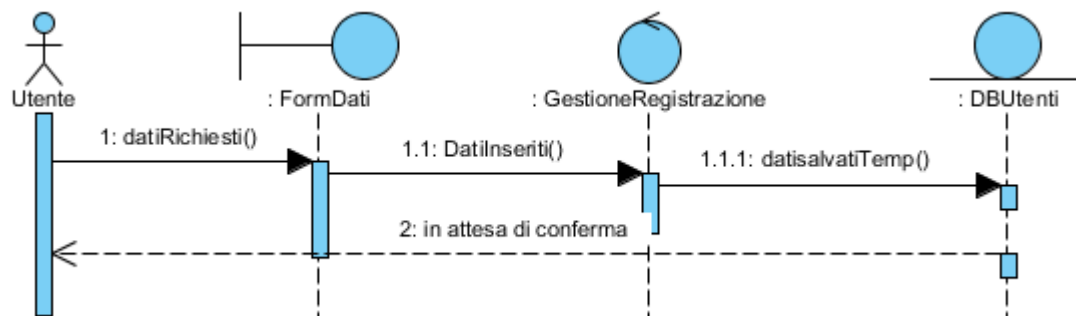 Utente
: FormDati
: GestioneRegistrazione
: DBUtenti
1: datiRichiesti()
1.1: DatiInseriti()
1.1.1: datisalvatiTemp()
2: in attesa di conferma